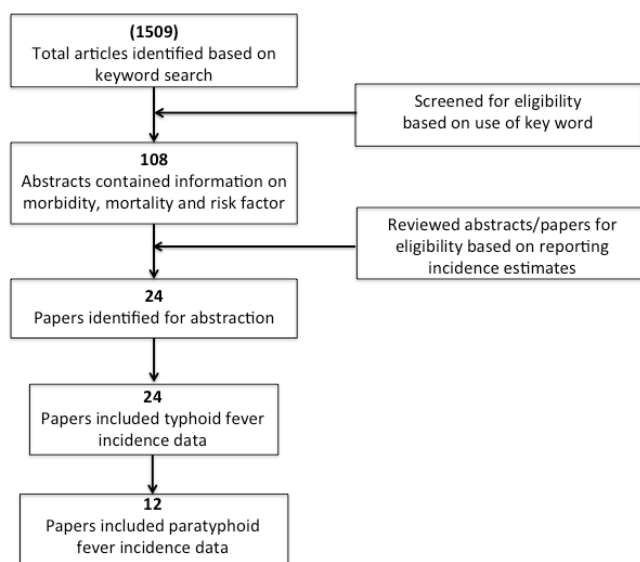 (1509)
Total articles identified based on
keyword search
Screened for eligibility
based on use of key word
108
Abstracts contained information on
morbidity, mortality and risk factor
Reviewed abstracts/papers for
eligibility based on reporting
incidence estimates
24
Papers identified for abstraction
24
Papers included typhoid fever
incidence data
12
Papers included paratyphoid
fever incidence data